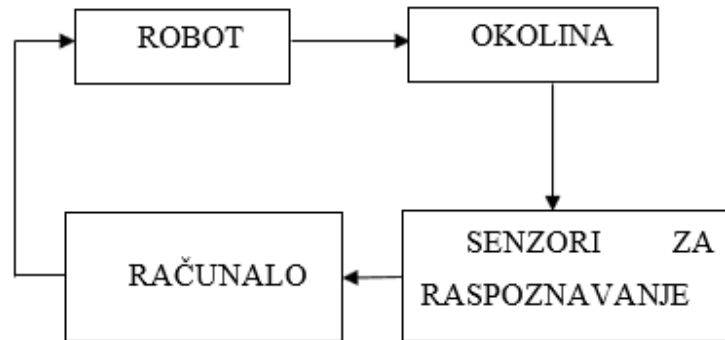 ROBOT
OKOLINA
RAČUNALO
SENZORI ZA
RASPOZNAVANJE